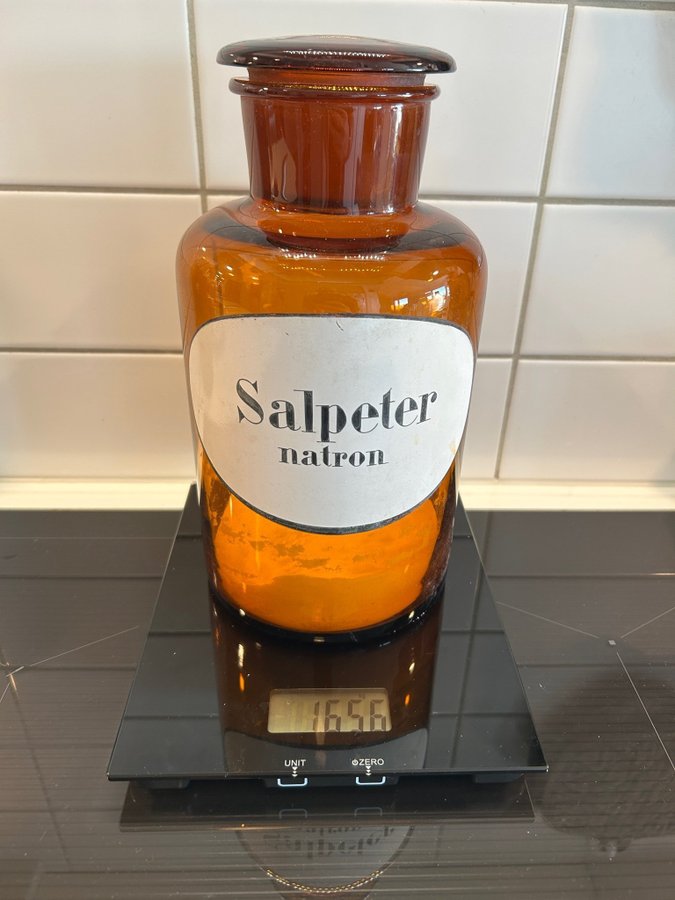 Salpeter
natron
1656
UNIT
ZERO